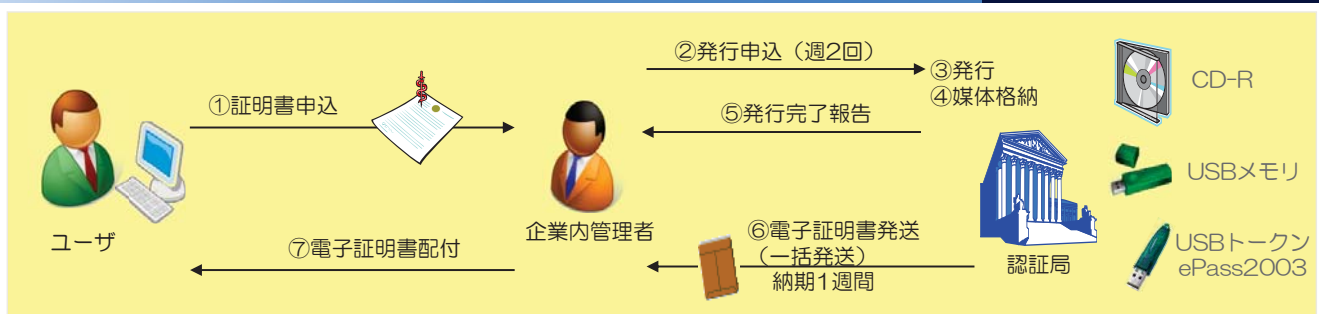 ①証明書申込
②発行申込（週2回）
③発行
④媒体格納
⑤発行完了報告
CD-R
USBメモリ
ユーザ
企業内管理者
⑦電子証明書配付
⑥電子証明書発送
（一括発送）
納期1週間
認証局
USBトークン
ePass2003